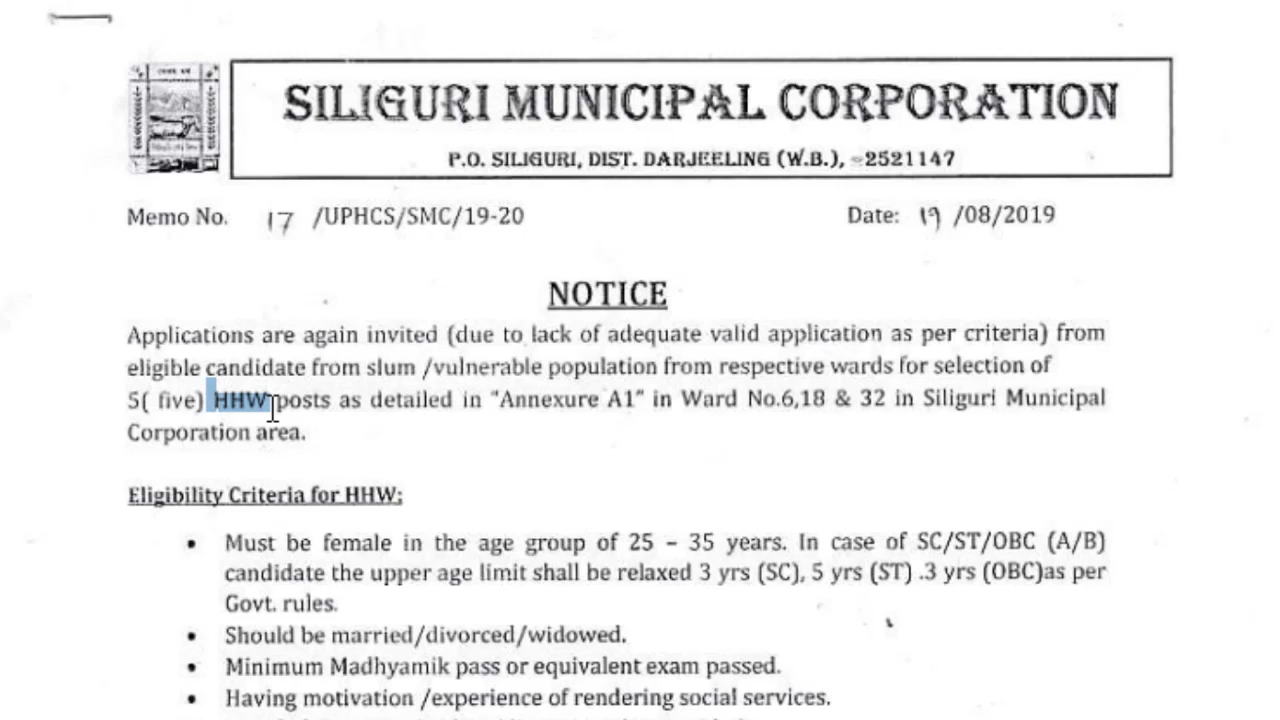 SILIGURI MUNICIPAL CORPORATION
P.O. SILIGURI, DIST. DARJEELING (W.B.), -2521147
Memo No. 17 /UPHCS/SMC/19-20 Date: 19 /08/2019
NOTICE
Applications are again invited (due to lack of adequate valid application as per criteria) from
eligible candidate from slum /vulnerable population from respective wards for selection of
5( five) HHW posts as detailed in "Annexure A1" in Ward No.6,18 & 32 in Siliguri Municipal
Corporation area.
Eligibility Criteria for HHW:
• Must be female in the age group of 25 – 35 years. In case of SC/ST/OBC (A/B)
candidate the upper age limit shall be relaxed 3 yrs (SC), 5 yrs (ST) .3 yrs (OBC)as per
Govt. rules.
• Should be married/divorced/widowed.
• Minimum Madhyamik pass or equivalent exam passed.
• Having motivation /experience of rendering social services.